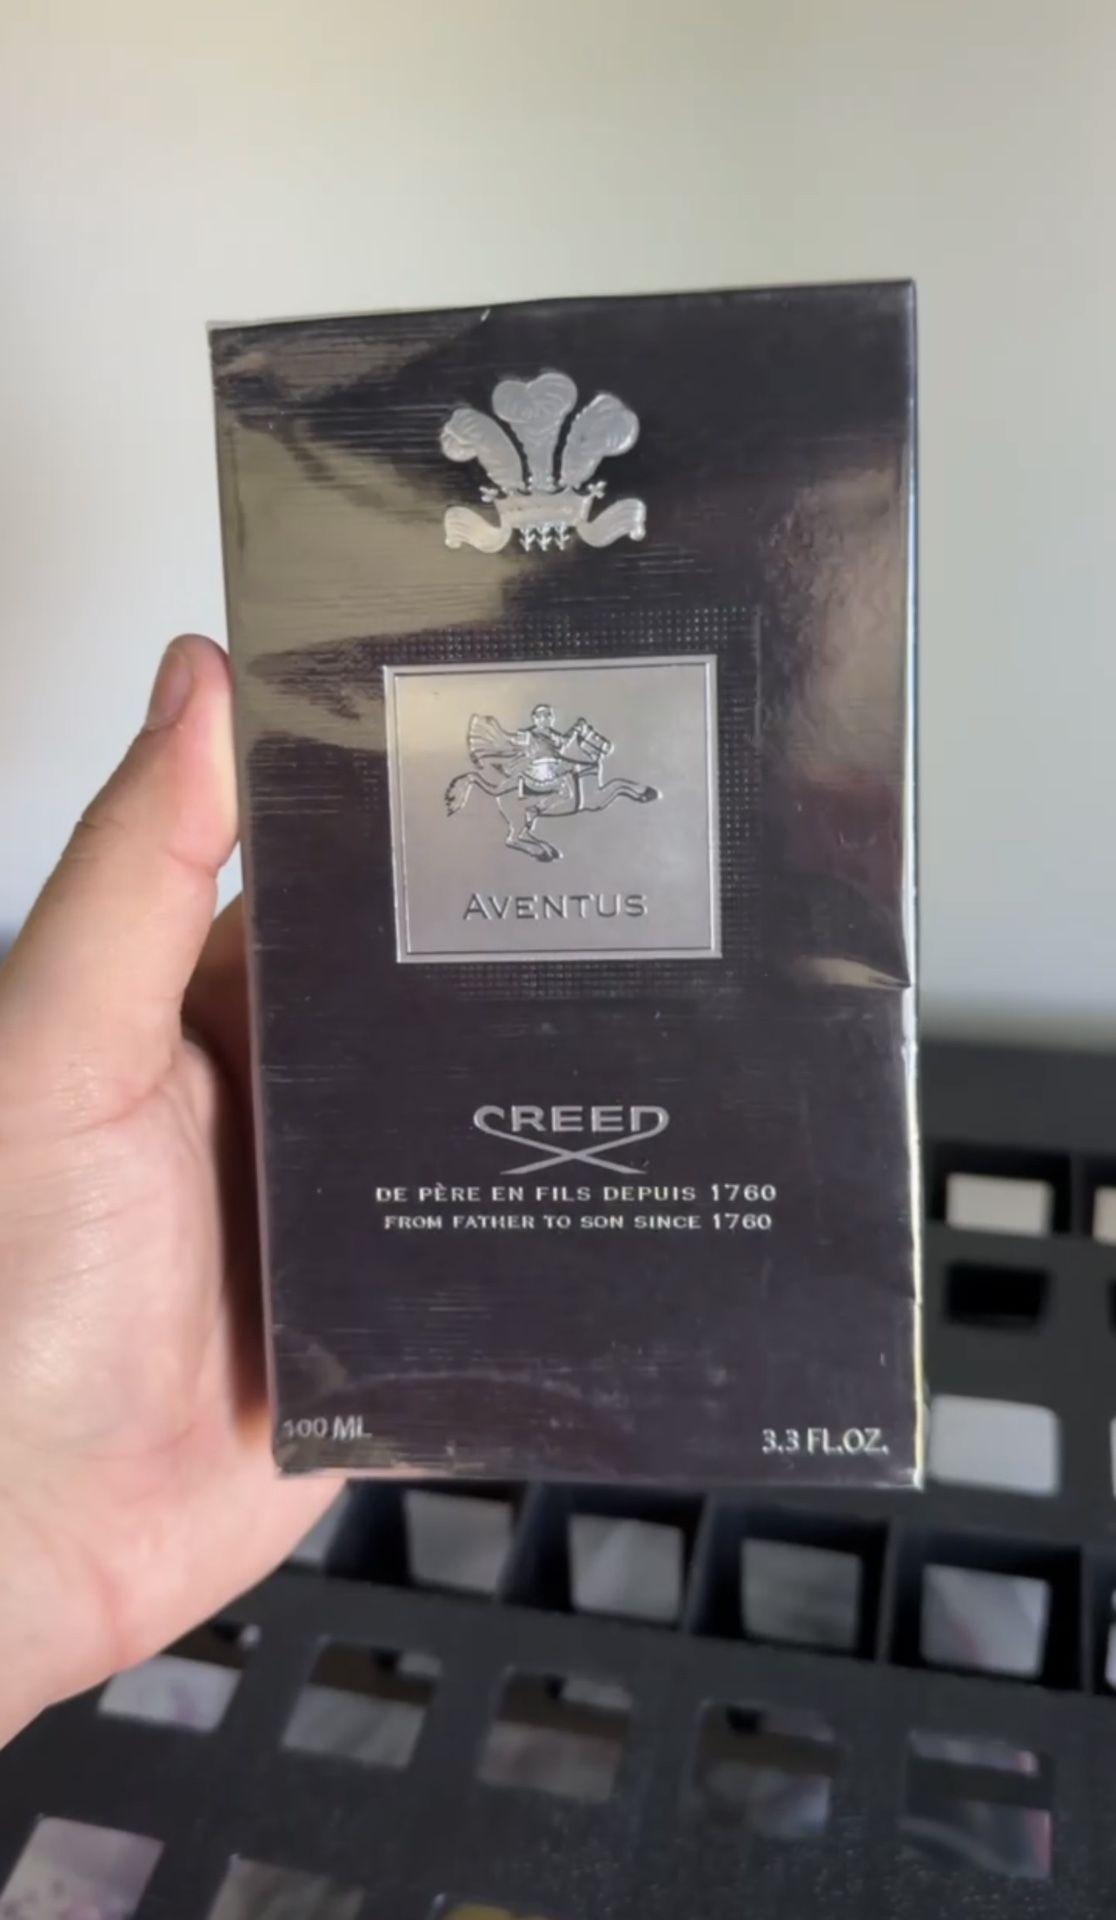 AVENTUS
CREED
DE PÈRE EN FILS DEPUIS 1760
FROM FATHER TO SON SINCE 1760
100 ML
3.3 FL.OZ.